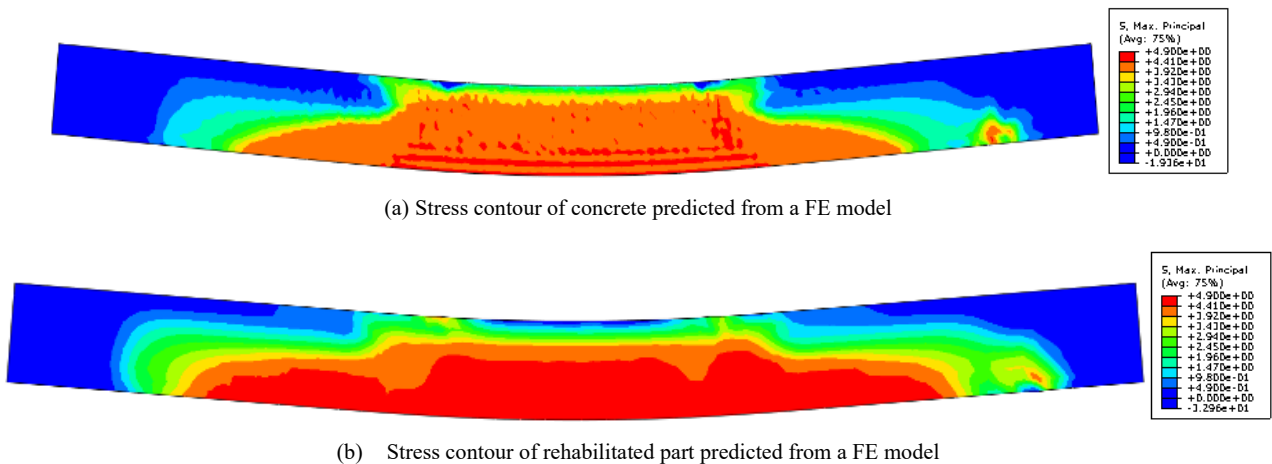 S, Max. Principal
(Avg: 75%)
+4.900e+00
+4.410e+00
+3.920e+00
+3.430e+00
+2.940e+00
+2.450e+00
+1.960e+00
+1.470e+00
+9.800e-01
+4.900e-01
+0.000e+00
-1.936e+01
(a) Stress contour of concrete predicted from a FE model
S, Max. Principal
(Avg: 75%)
+4.900e+00
+4.410e+00
+3.920e+00
+3.430e+00
+2.940e+00
+2.450e+00
+1.960e+00
+1.470e+00
+9.800e-01
+4.900e-01
+0.000e+00
-3.296e+01
(b) Stress contour of rehabilitated part predicted from a FE model